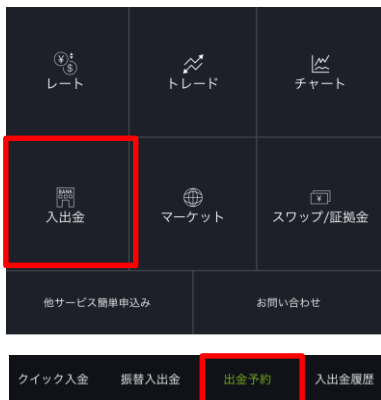 レート
トレード
チャート
BANK
入出金
マーケット
スワップ/証拠金
他サービス簡単申込み
お問い合わせ
クイック入金
振替入出金
出金予約
入出金履歴